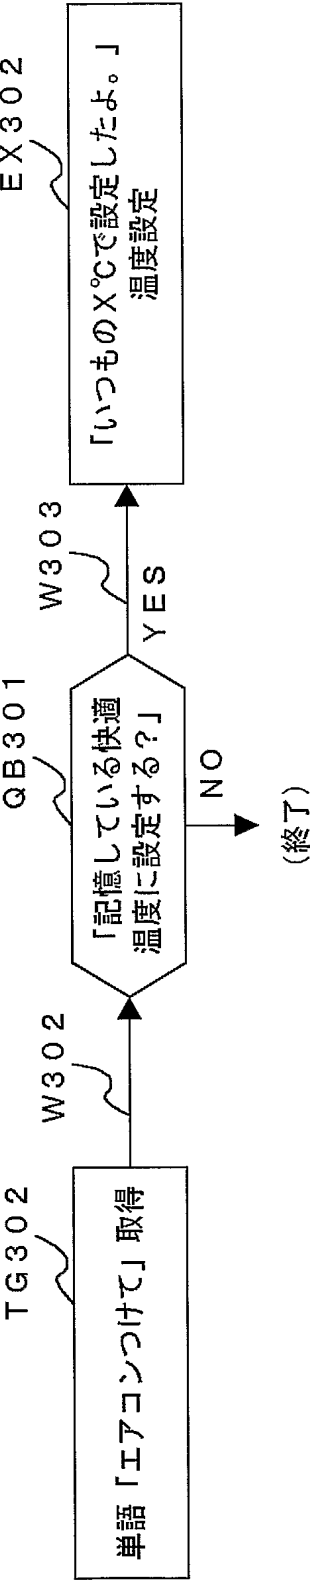 TG302
単語「エアコンつけて」取得
W302
QB301
「記憶している快適
温度に設定する？」
NO
(終了)
W303
YES
EX302
「いつものX℃で設定したよ。」
温度設定